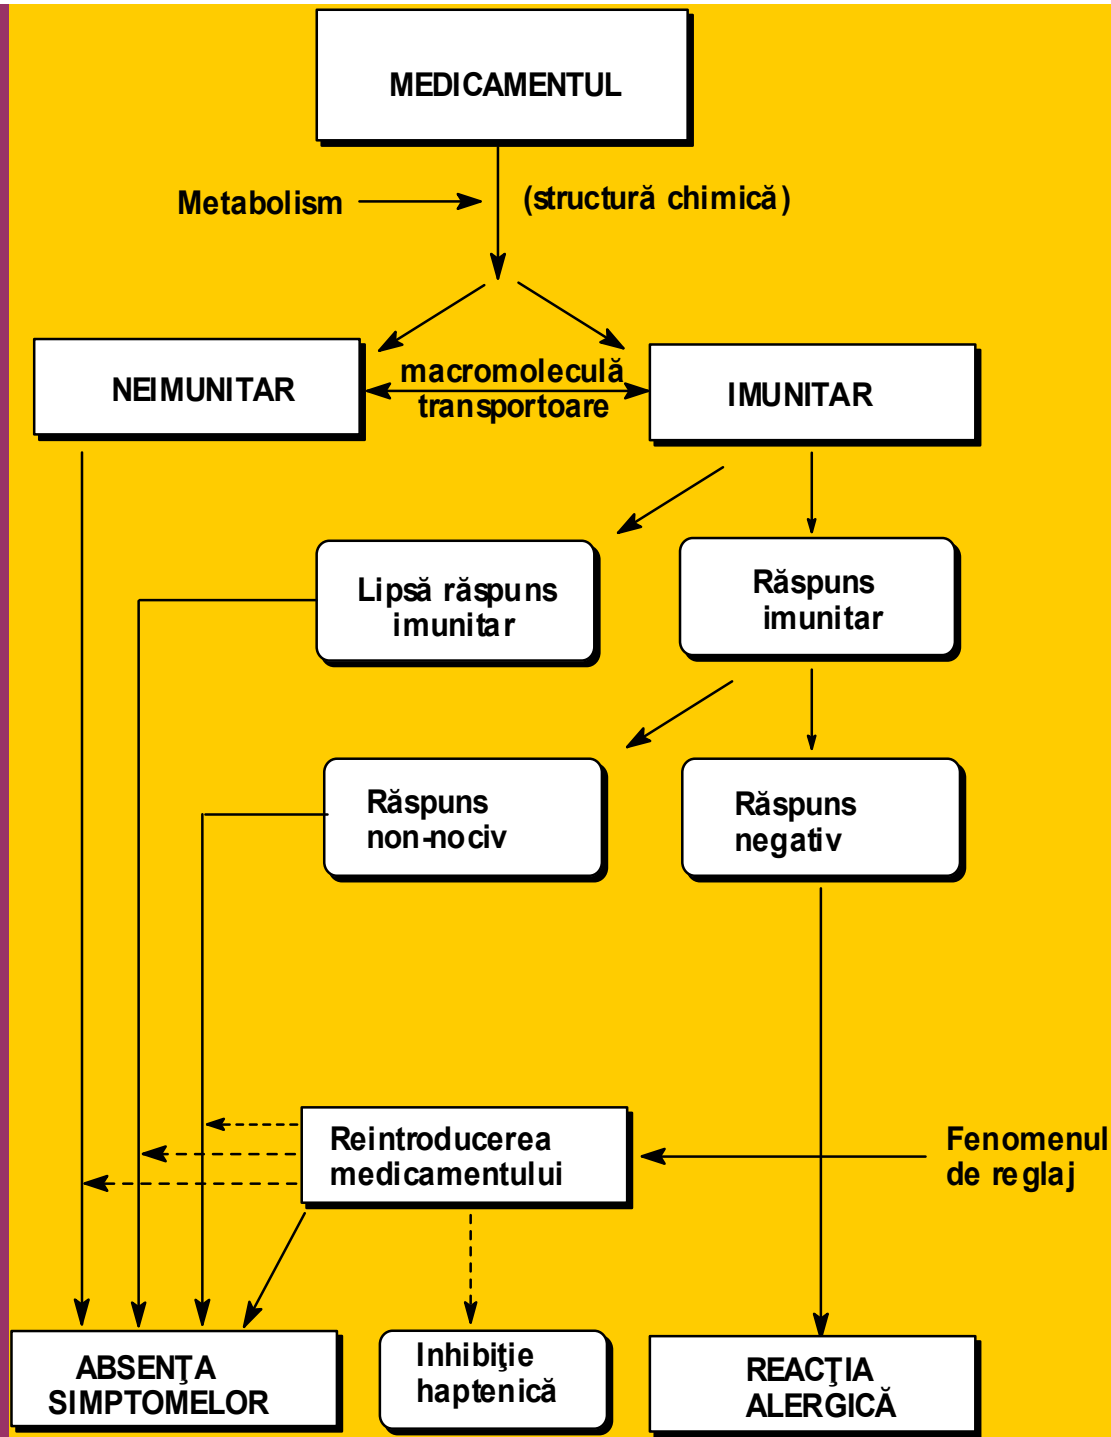 MEDICAMENTUL
Metabolism
(structură chimică)
NEIMUNITAR
macromoleculă
transportoare
IMUNITAR
Lipsă răspuns
imunitar
Răspuns
imunitar
Răspuns
non-nociv
Răspuns
negativ
Reintroducerea
medicamentului
Fenomenul
de reglaj
ABSENŢA
SIMPTOMELOR
Inhibiţie
haptenică
REACŢIA
ALERGICĂ